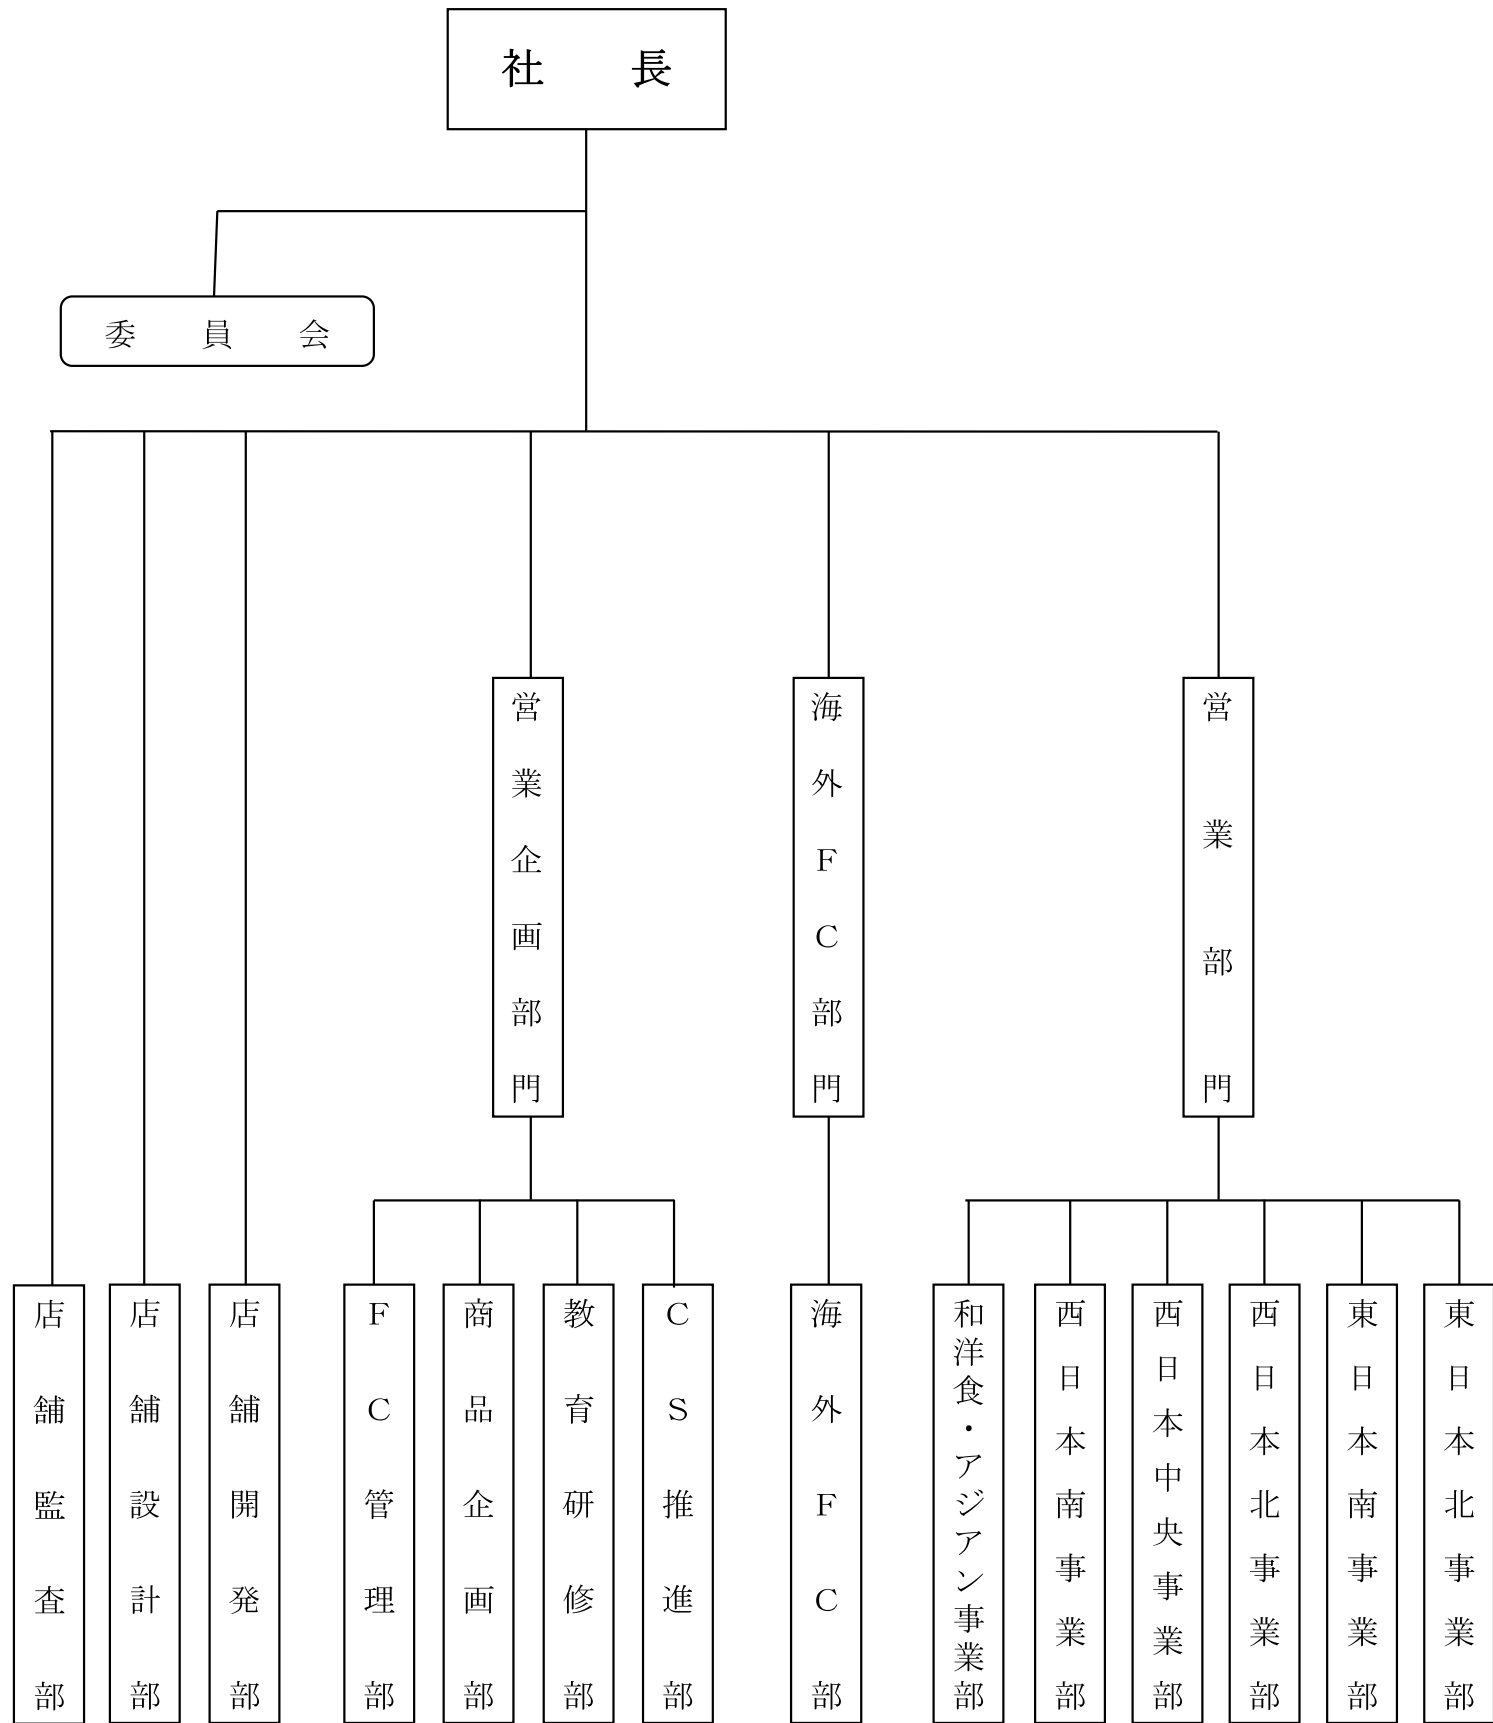 社長
委員会
営業企画部門
海外ＦＣ部門
営業部門
店舗監査部
店舗設計部
店舗開発部
ＦＣ管理部
商品企画部
教育研修部
ＣＳ推進部
海外ＦＣ部
和洋食・アジアン事業部
西日本南事業部
西日本中央事業部
西日本北事業部
東日本南事業部
東日本北事業部